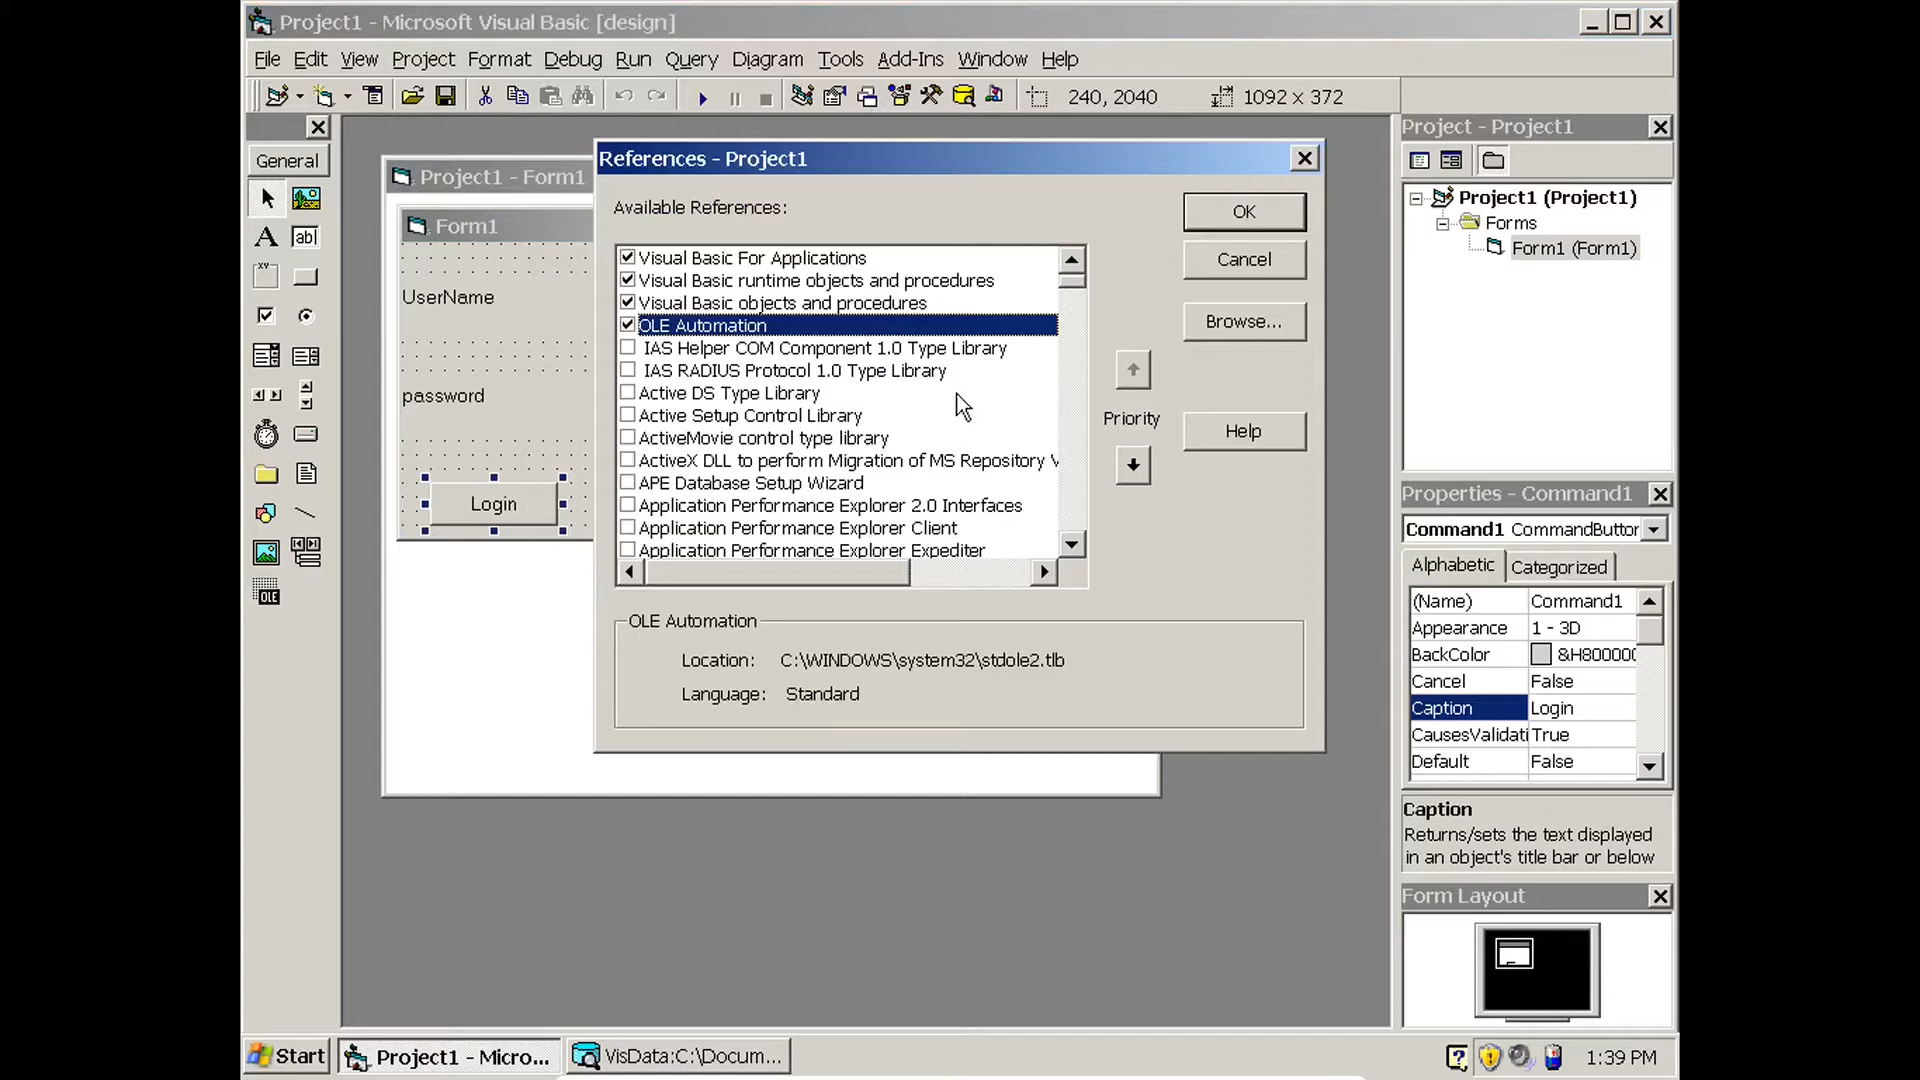 Project1 - Microsoft Visual Basic [design]
File Edit View Project Format Debug Run Query Diagram Tools Add-Ins Window Help
240, 2040 1092 x 372
General
A
ab|
OLE
Project1 - Form1
Form1
UserName
password
Login
References - Project1
Available References:
Visual Basic For Applications
Visual Basic runtime objects and procedures
Visual Basic objects and procedures
OLE Automation
IAS Helper COM Component 1.0 Type Library
IAS RADIUS Protocol 1.0 Type Library
Active DS Type Library
Active Setup Control Library
ActiveMovie control type library
ActiveX DLL to perform Migration of MS Repository V
APE Database Setup Wizard
Application Performance Explorer 2.0 Interfaces
Application Performance Explorer Client
Application Performance Explorer Expediter
OK
Cancel
Browse...
Priority
Help
OLE Automation
Location: C:\WINDOWS\system32\stdole2.tlb
Language: Standard
Project - Project1
Project1 (Project1)
Forms
Form1 (Form1)
Properties - Command1
Command1 CommandButtor
Alphabetic Categorized
(Name) Command1
Appearance 1 - 3D
BackColor &H800000
Cancel False
Caption Login
CausesValidati True
Default False
Caption
Returns/sets the text displayed
in an object's title bar or below
Form Layout
Start
Project1 - Micro...
VisData:C:\Docum...
1:39 PM